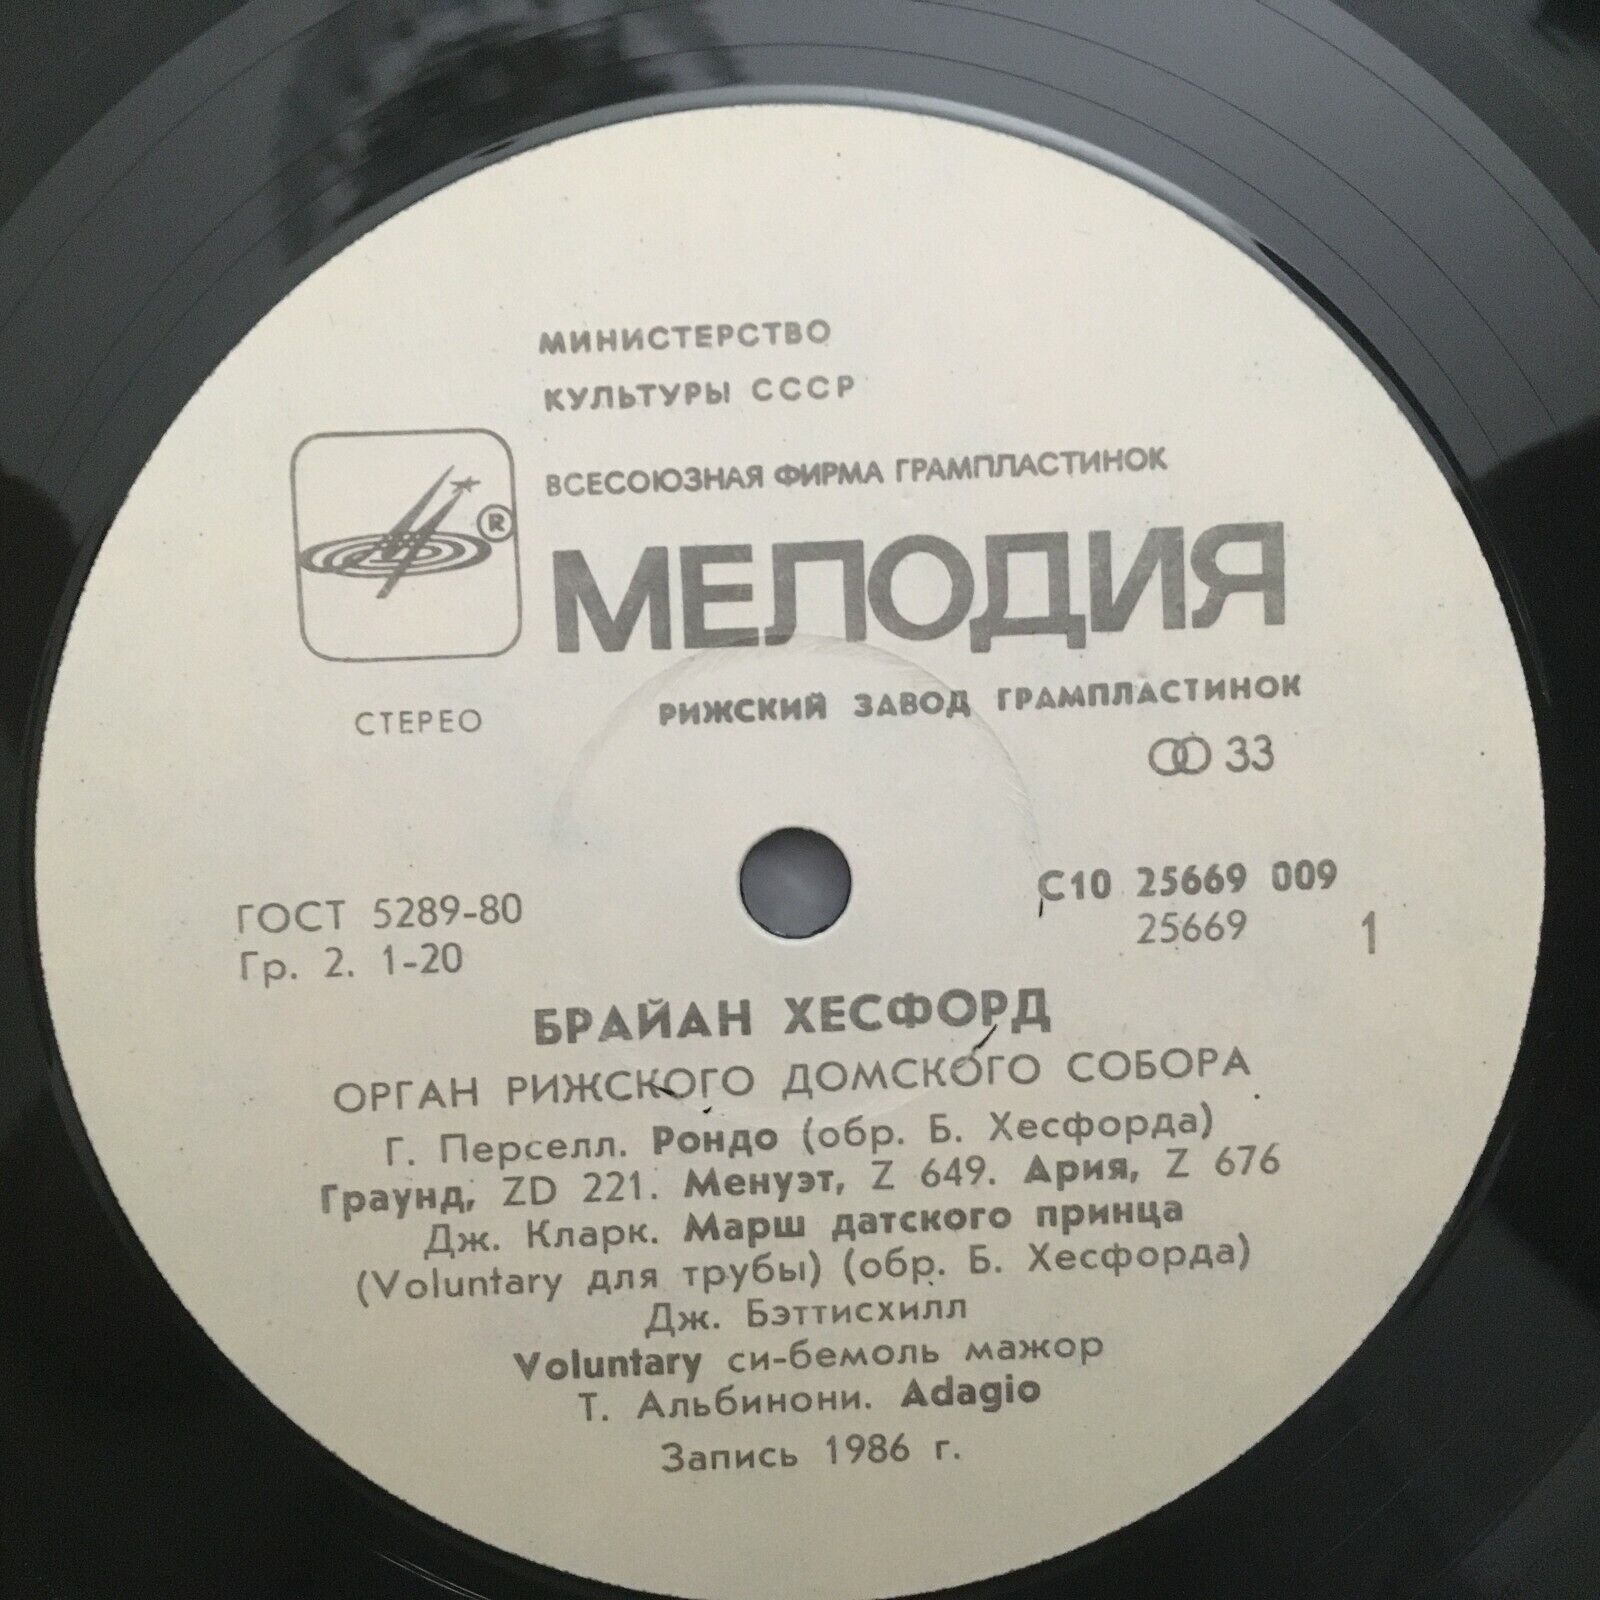 МИНИСТЕРСТВО
КУЛЬТУРЫ СССР
ВСЕСОЮЗНАЯ ФИРМА ГРАМПЛАСТИНОК
®
МЕЛОДИЯ
РИЖСКИЙ ЗАВОД ГРАМПЛАСТИНОК
СТЕРЕО
33
ГОСТ 5289-80
Гр. 2. 1-20
С10 25669 009
25669 1
БРАЙАН ХЕСФОРД
ОРГАН РИЖСКОГО ДОМСКОГО СОБОРА
Г. Перселл. Рондо (обр. Б. Хесфорда)
Граунд, ZD 221. Менуэт, Z 649. Ария, Z 676
Дж. Кларк. Марш датского принца
(Voluntary для трубы) (обр. Б. Хесфорда)
Дж. Бэттисхилл
Voluntary си-бемоль мажор
Т. Альбинони. Adagio
Запись 1986 г.